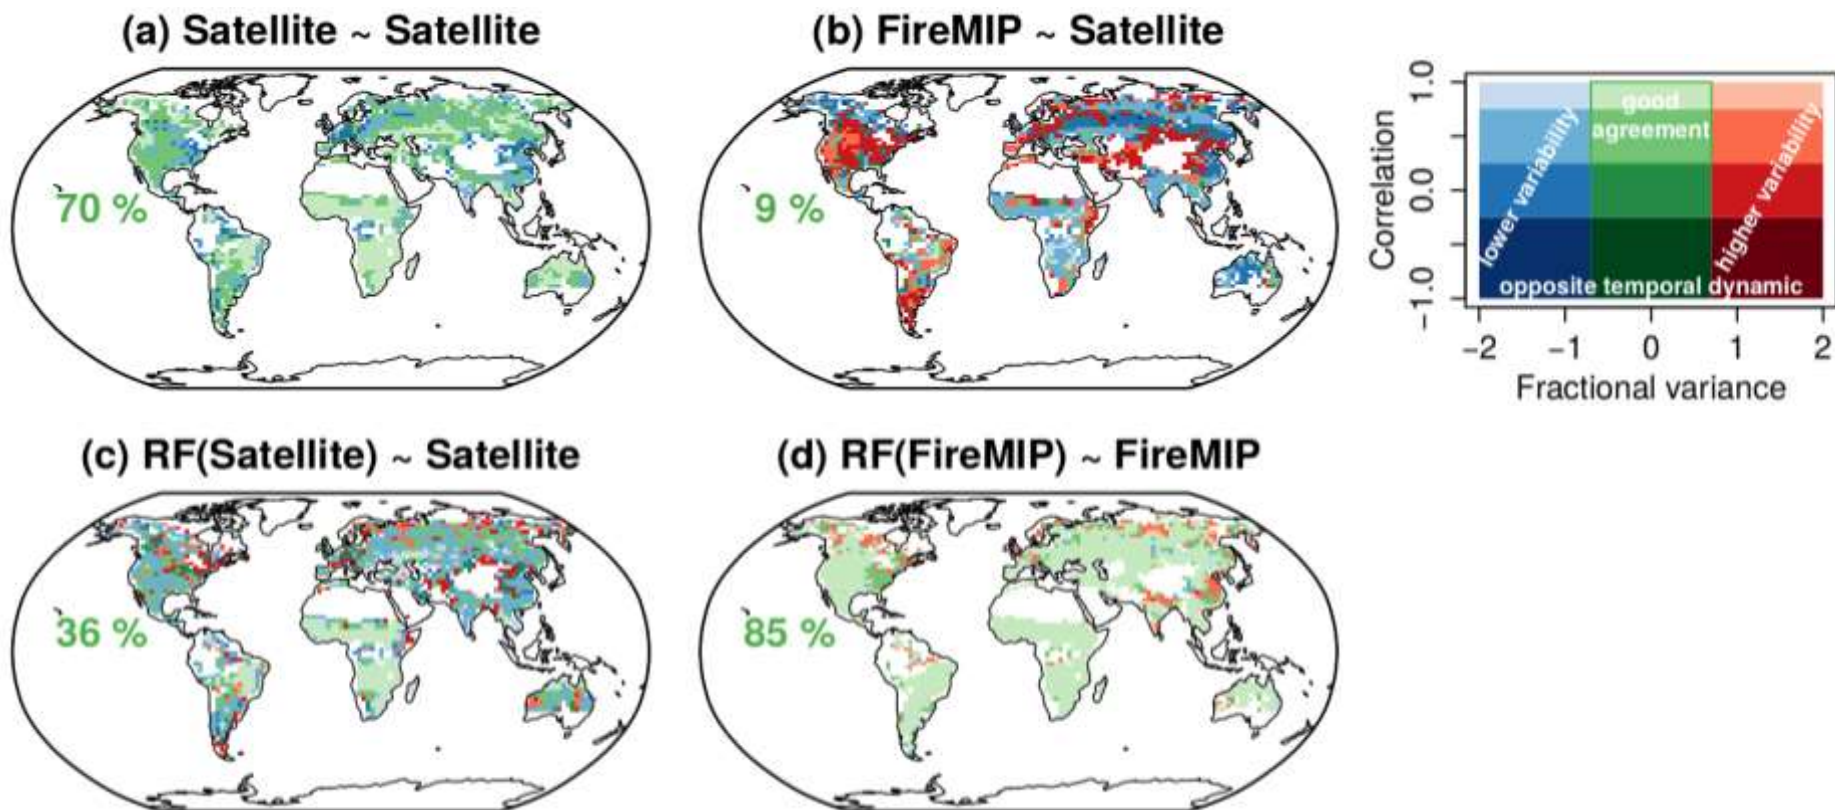 (a) Satellite ~ Satellite
70 %
(b) FireMIP ~ Satellite
9 %
Correlation
1.0
0.0
−1.0
good
agreement
lower variability
higher variability
opposite temporal dynamic
−2 −1 0 1 2
Fractional variance
(c) RF(Satellite) ~ Satellite
36 %
(d) RF(FireMIP) ~ FireMIP
85 %